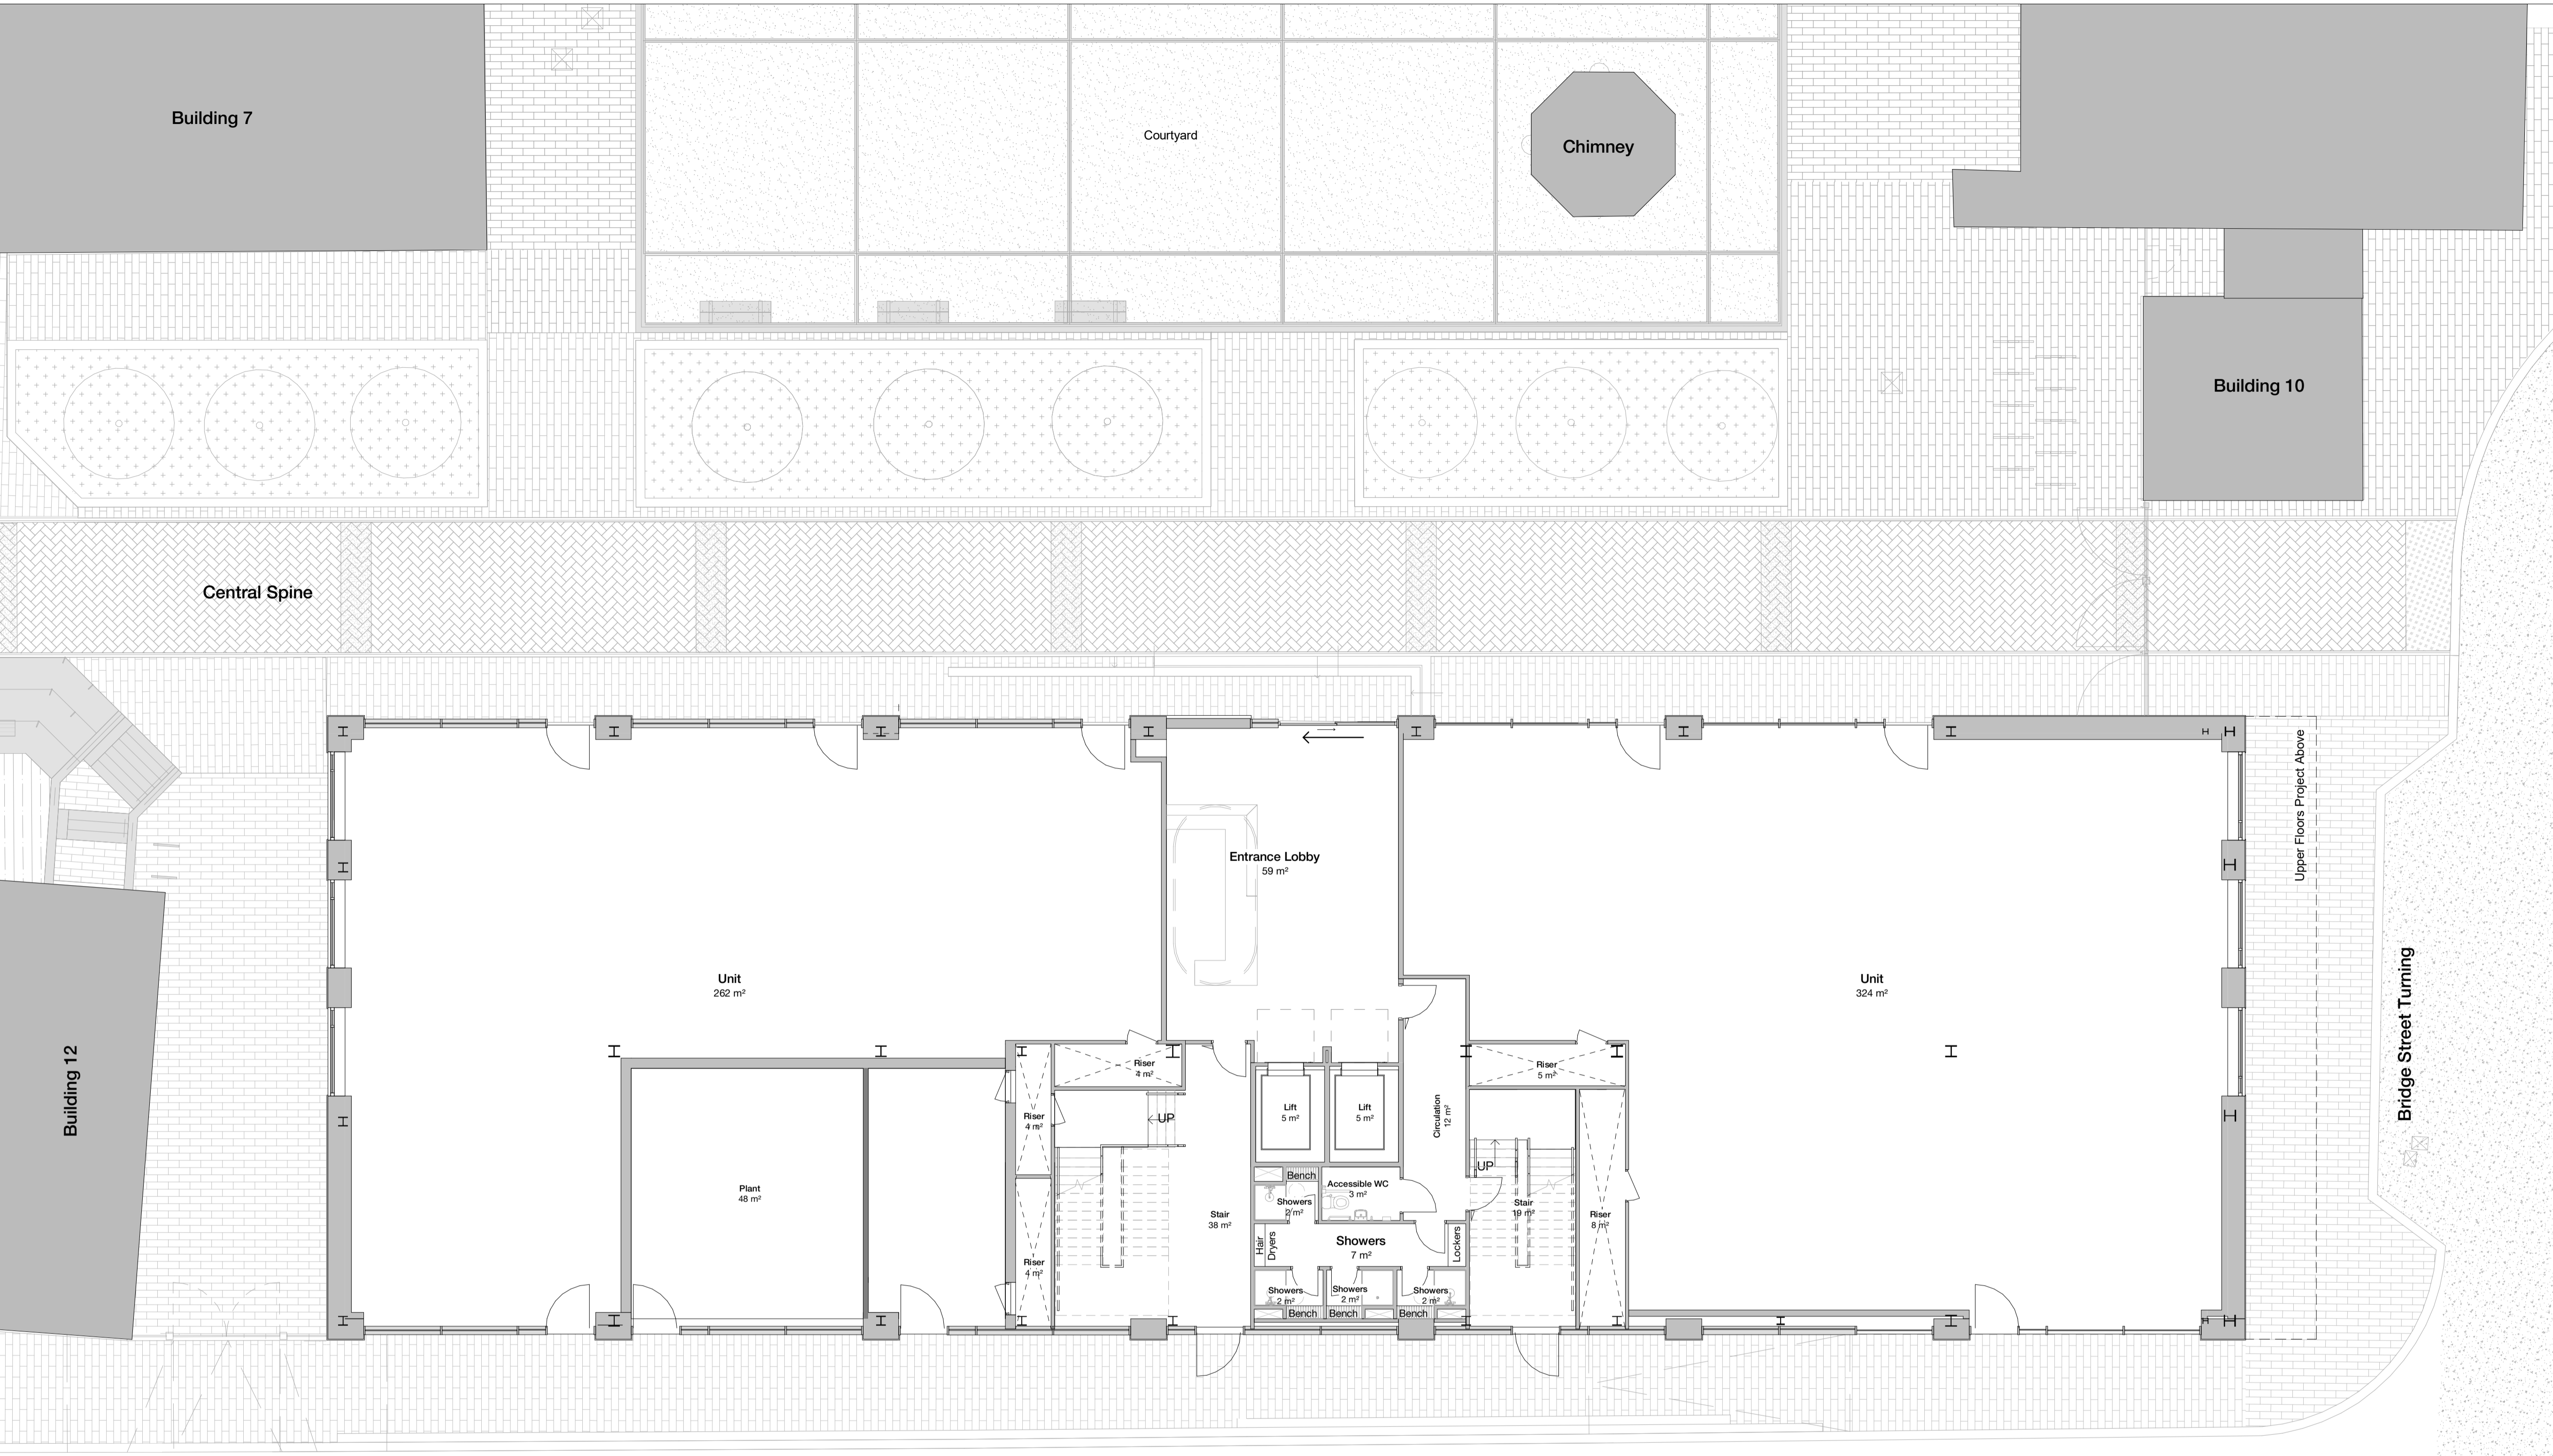 Building 7
Courtyard
Chimney
Building 10
Central Spine
Upper Floors Project Above
Entrance Lobby
59 m²
Unit
262 m²
Unit
324 m²
Bridge Street Turning
Building 12
Riser
4 m²
Riser
5 m²
Riser
4 m²
UP
Lift
5 m²
Lift
5 m²
Circulation
12 m²
UP
Plant
48 m²
Bench
Accessible WC
3 m²
Showers
2 m²
Stair
38 m²
Stair
19 m²
Riser
8 m²
Hair
Dryers
Showers
7 m²
Lockers
Riser
4 m²
Showers
2 m²
Showers
2 m²
Showers
2 m²
Bench
Bench
Bench